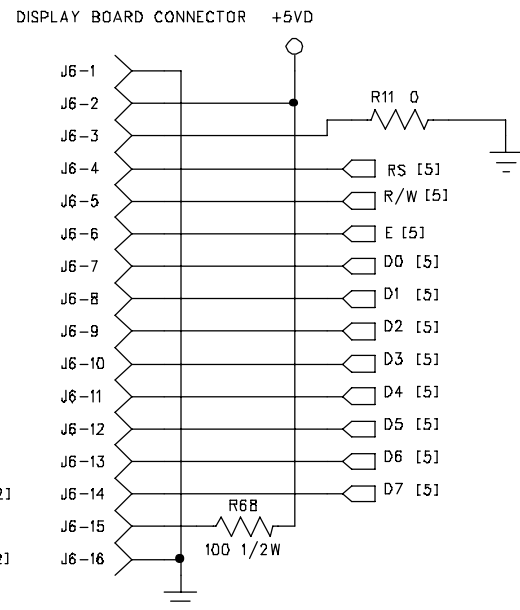 DISPLAY BOARD CONNECTOR +5VD
J6-1
J6-2
R11 0
J6-3
J6-4 RS [5]
J6-5 R/W [5]
J6-6 E [5]
J6-7 D0 [5]
J6-8 D1 [5]
J6-9 D2 [5]
J6-10 D3 [5]
J6-11 D4 [5]
J6-12 D5 [5]
J6-13 D6 [5]
2] J6-14 D7 [5]
R68
J6-15
100 1/2W
2] J6-16